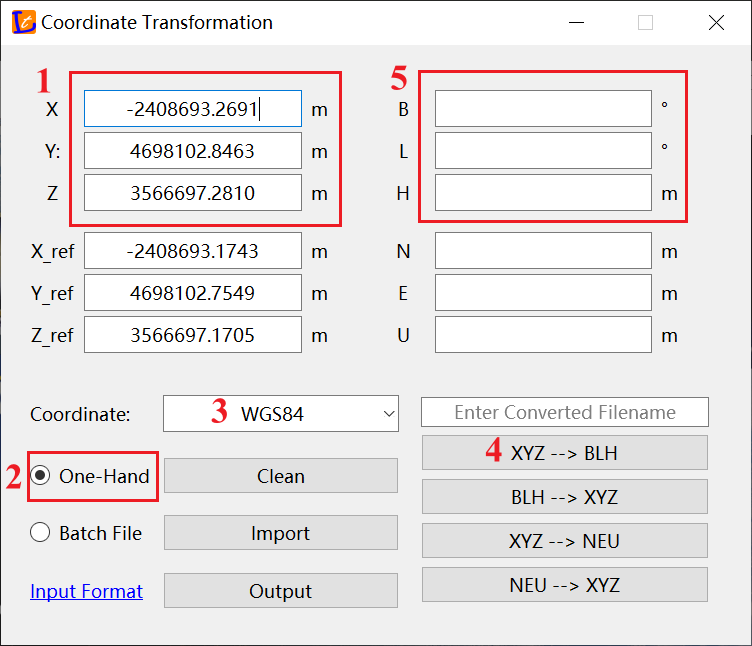 Coordinate Transformation
1
5
X -2408693.2691 m B °
Y: 4698102.8463 m L °
Z 3566697.2810 m H m
X_ref -2408693.1743 m N m
Y_ref 4698102.7549 m E m
Z_ref 3566697.1705 m U m
Coordinate: 3 WGS84 Enter Converted Filename
4 XYZ --> BLH
2 One-Hand Clean
BLH --> XYZ
Batch File Import XYZ --> NEU
Input Format Output NEU --> XYZ